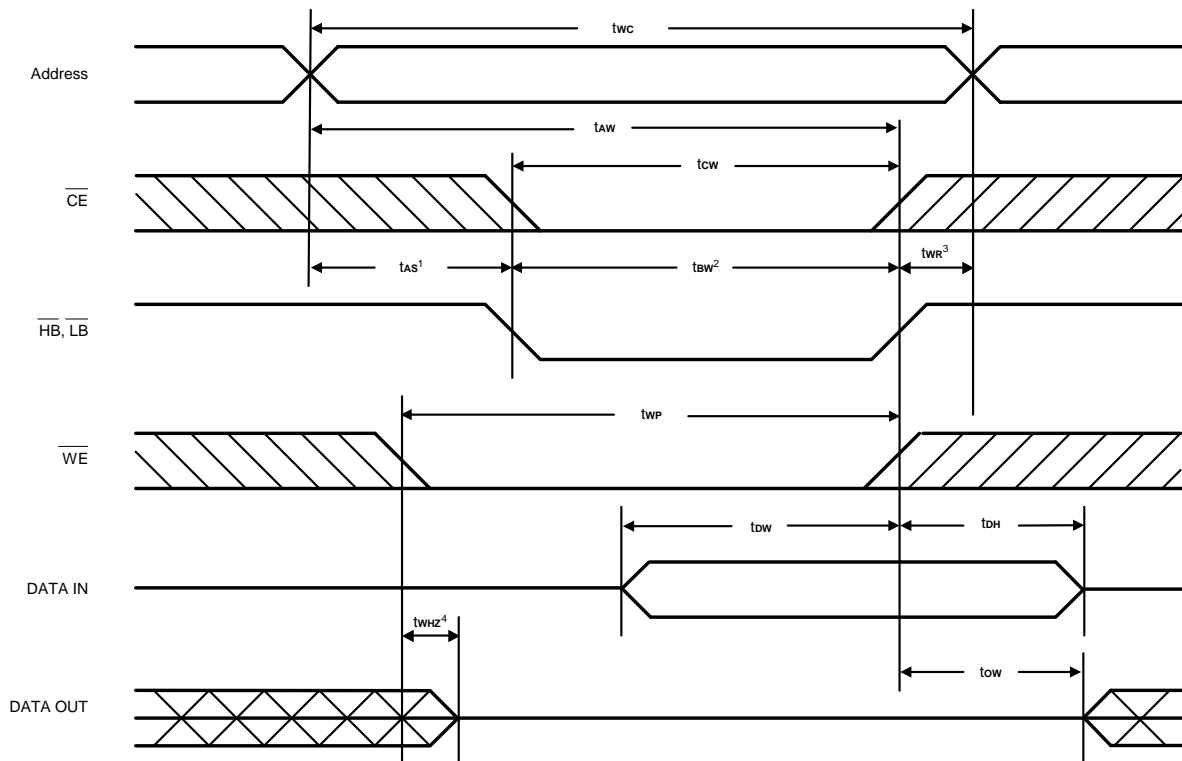 tWC
Address
tAW
tCW
CE
tAS1
tBW2
tWR3
HB, LB
tWP
WE
tDW
tDH
DATA IN
tWHZ4
tOW
DATA OUT